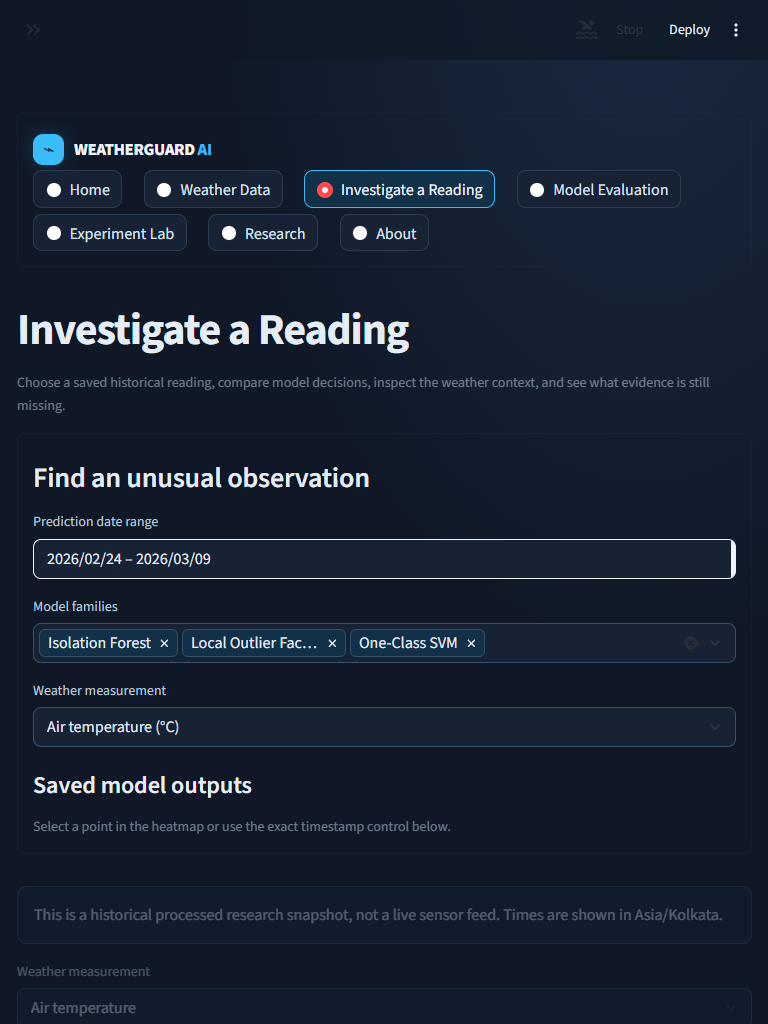 Stop
Deploy
WEATHERGUARD AI
Home
Weather Data
Investigate a Reading
Model Evaluation
Experiment Lab
Research
About
Investigate a Reading
Choose a saved historical reading, compare model decisions, inspect the weather context, and see what evidence is still
missing.
Find an unusual observation
Prediction date range
2026/02/24 – 2026/03/09
Model families
Isolation Forest
Local Outlier Fac...
One-Class SVM
Weather measurement
Air temperature (°C)
Saved model outputs
Select a point in the heatmap or use the exact timestamp control below.
This is a historical processed research snapshot, not a live sensor feed. Times are shown in Asia/Kolkata.
Weather measurement
Air temperature